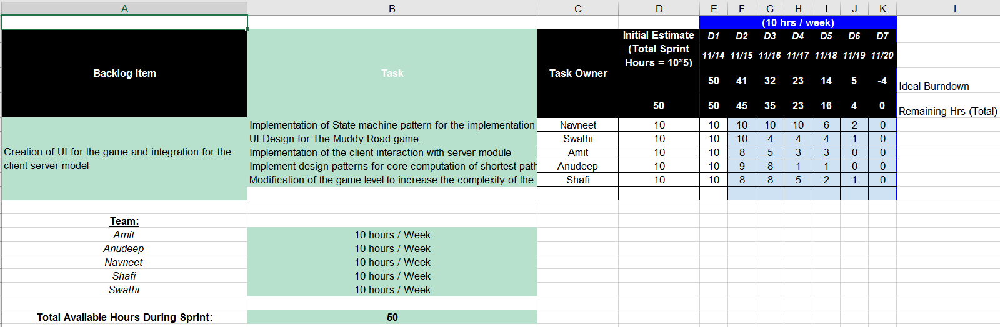 A B C D E F G H I J K L
(10 hrs / week)
Backlog Item Task Task Owner Initial Estimate (Total Sprint Hours = 10*5) D1 D2 D3 D4 D5 D6 D7
11/14 11/15 11/16 11/17 11/18 11/19 11/20
50 41 32 23 14 5 -4 Ideal Burndown
50 50 45 35 23 16 4 0 Remaining Hrs (Total)
Creation of UI for the game and integration for the
client server model
Implementation of State machine pattern for the implementation Navneet 10 10 10 10 10 6 2 0
UI Design for The Muddy Road game. Swathi 10 10 10 4 4 4 1 0
Implementation of the client interaction with server module Amit 10 10 8 5 3 3 0 0
Implement design patterns for core computation of shortest path Anudeep 10 10 9 8 1 1 0 0
Modification of the game level to increase the complexity of the Shafi 10 10 8 8 5 2 1 0
Team:
Amit 10 hours / Week
Anudeep 10 hours / Week
Navneet 10 hours / Week
Shafi 10 hours / Week
Swathi 10 hours / Week
Total Available Hours During Sprint: 50